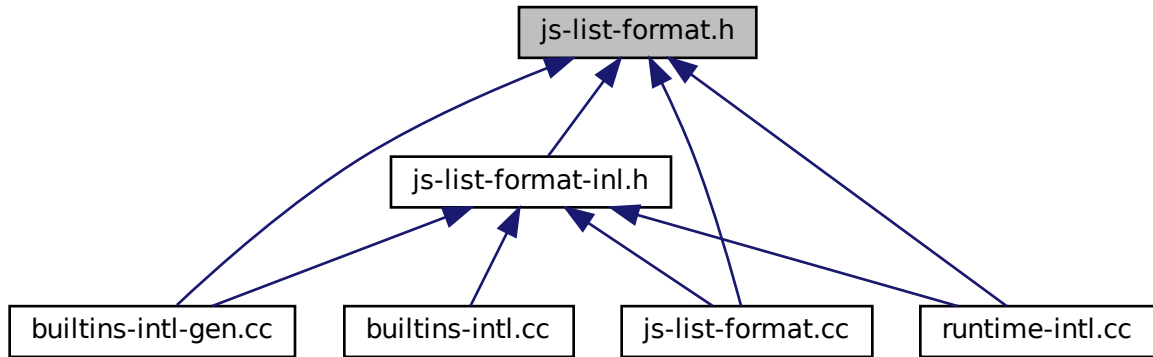 js-list-format.h
js-list-format-inl.h
builtins-intl-gen.cc
builtins-intl.cc
js-list-format.cc
runtime-intl.cc